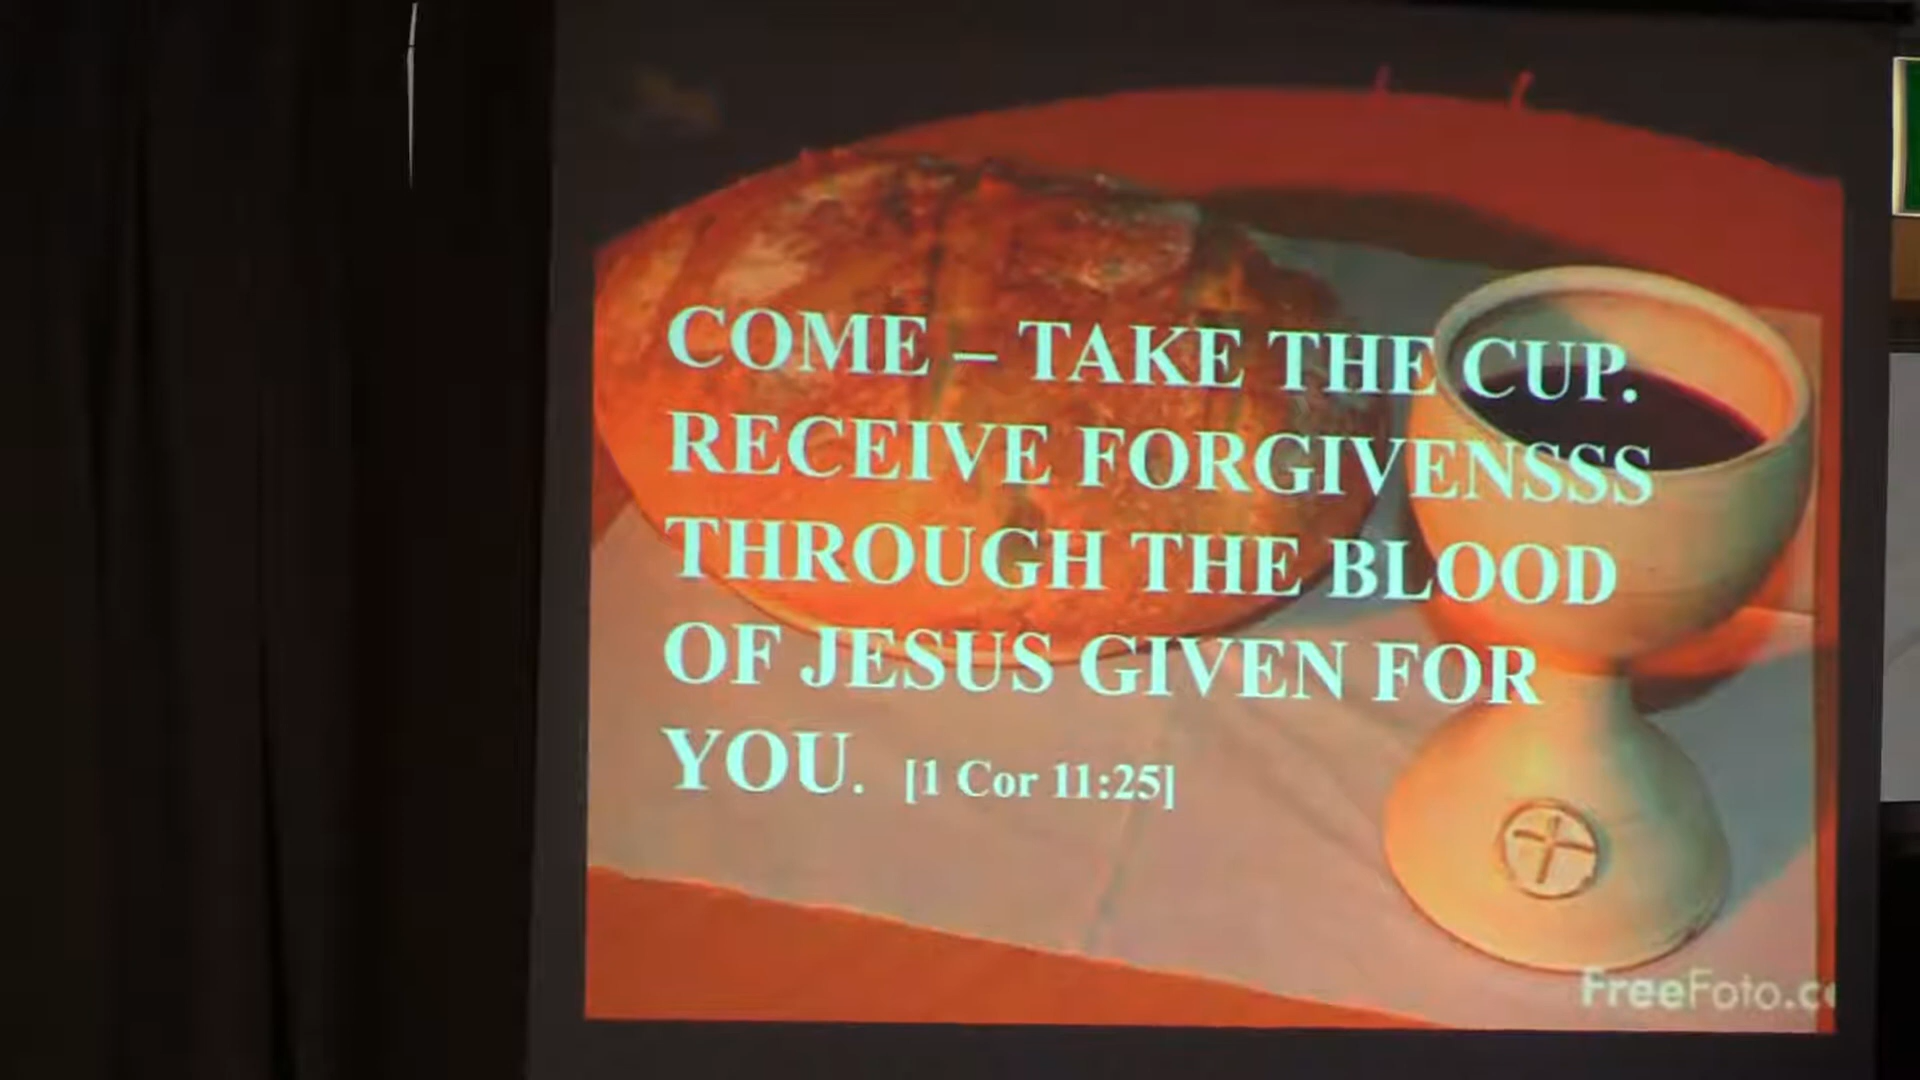 COME – TAKE THE CUP.
RECEIVE FORGIVENSSS
THROUGH THE BLOOD
OF JESUS GIVEN FOR
YOU. [1 Cor 11:25]
FreeFoto.c